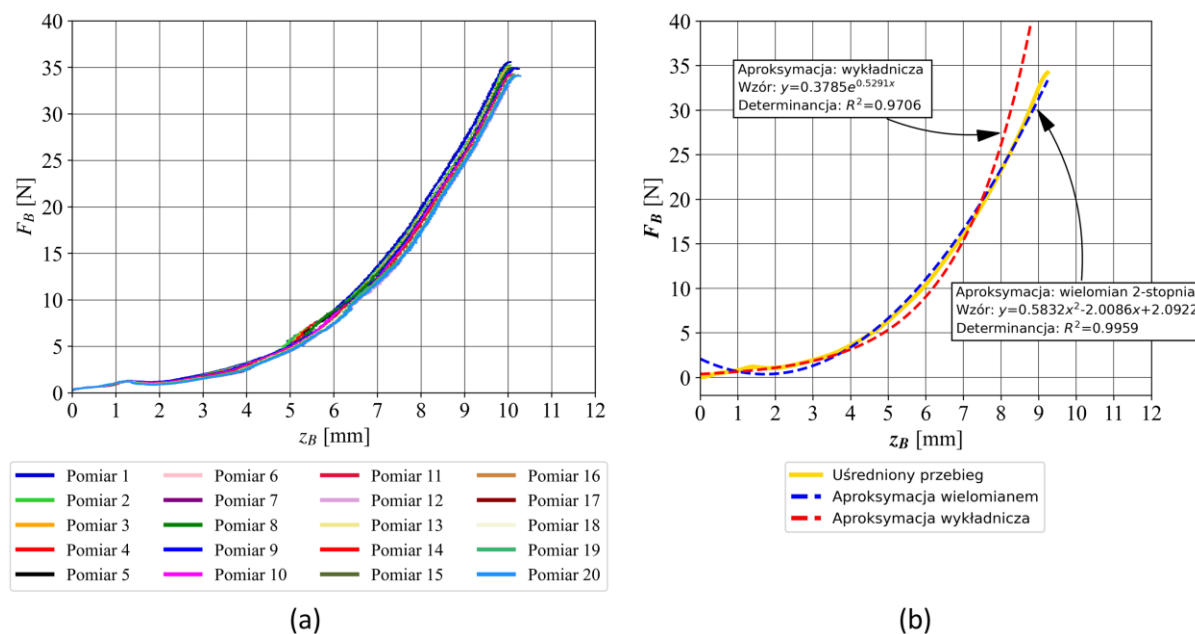 40
35
30
25
20
15
10
5
0
F_B [N]
0 1 2 3 4 5 6 7 8 9 10 11 12
z_B [mm]
Pomiar 1 Pomiar 6 Pomiar 11 Pomiar 16
Pomiar 2 Pomiar 7 Pomiar 12 Pomiar 17
Pomiar 3 Pomiar 8 Pomiar 13 Pomiar 18
Pomiar 4 Pomiar 9 Pomiar 14 Pomiar 19
Pomiar 5 Pomiar 10 Pomiar 15 Pomiar 20
(a)
40
35
30
25
20
15
10
5
0
F_B [N]
Aproksymacja: wykładnicza
Wzór: y=0.3785e^{0.5291x}
Determinancja: R²=0.9706
Aproksymacja: wielomian 2-stopnia
Wzór: y=0.5832x²-2.0086x+2.0922
Determinancja: R²=0.9959
0 1 2 3 4 5 6 7 8 9 10 11 12
z_B [mm]
Uśredniony przebieg
Aproksymacja wielomianem
Aproksymacja wykładnicza
(b)